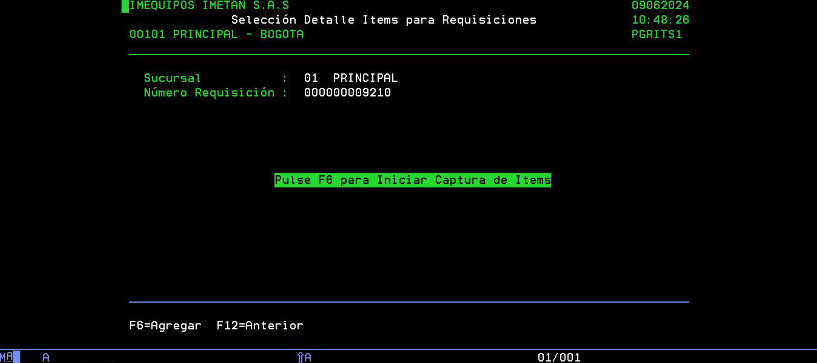 IMEQUIPOS IMETAN S.A.S 09062024
Selección Detalle Items para Requisiciones 10:48:26
00101 PRINCIPAL - BOGOTA PGRITS1
Sucursal : 01 PRINCIPAL
Número Requisición : 000000009210
Pulse F6 para Iniciar Captura de Items
F6=Agregar F12=Anterior
MA A ⇧A 01/001